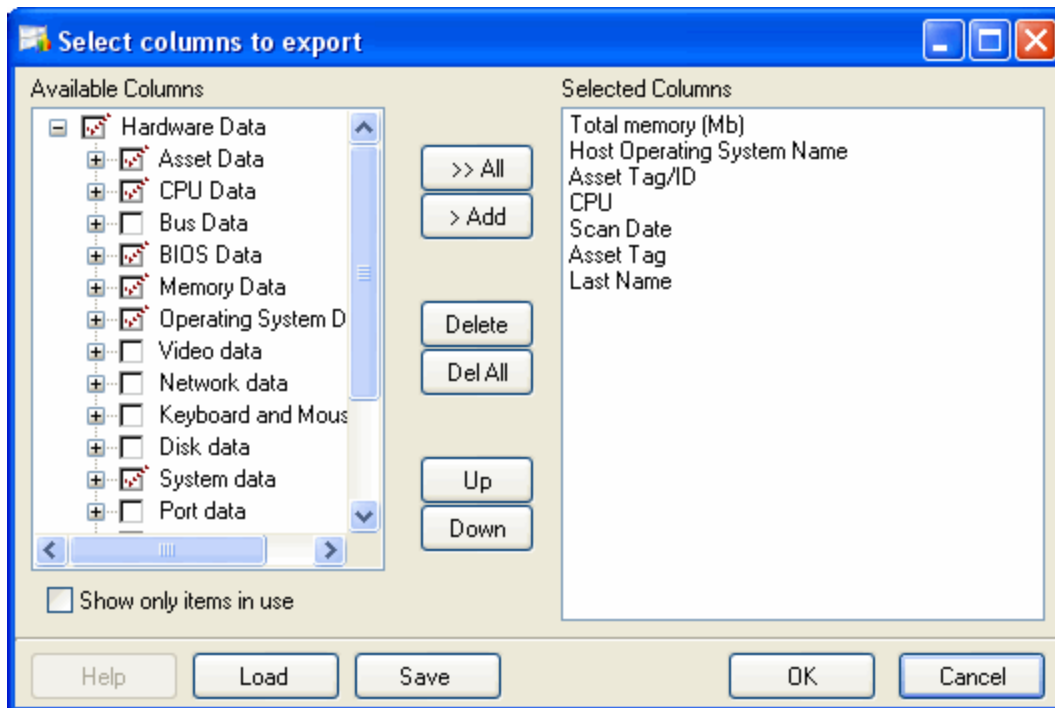 Select columns to export
Available Columns
Hardware Data
Asset Data
CPU Data
Bus Data
BIOS Data
Memory Data
Operating System D
Video data
Network data
Keyboard and Mous
Disk data
System data
Port data
Show only items in use
>> All
> Add
Delete
Del All
Up
Down
Selected Columns
Total memory (Mb)
Host Operating System Name
Asset Tag/ID
CPU
Scan Date
Asset Tag
Last Name
Help
Load
Save
OK
Cancel